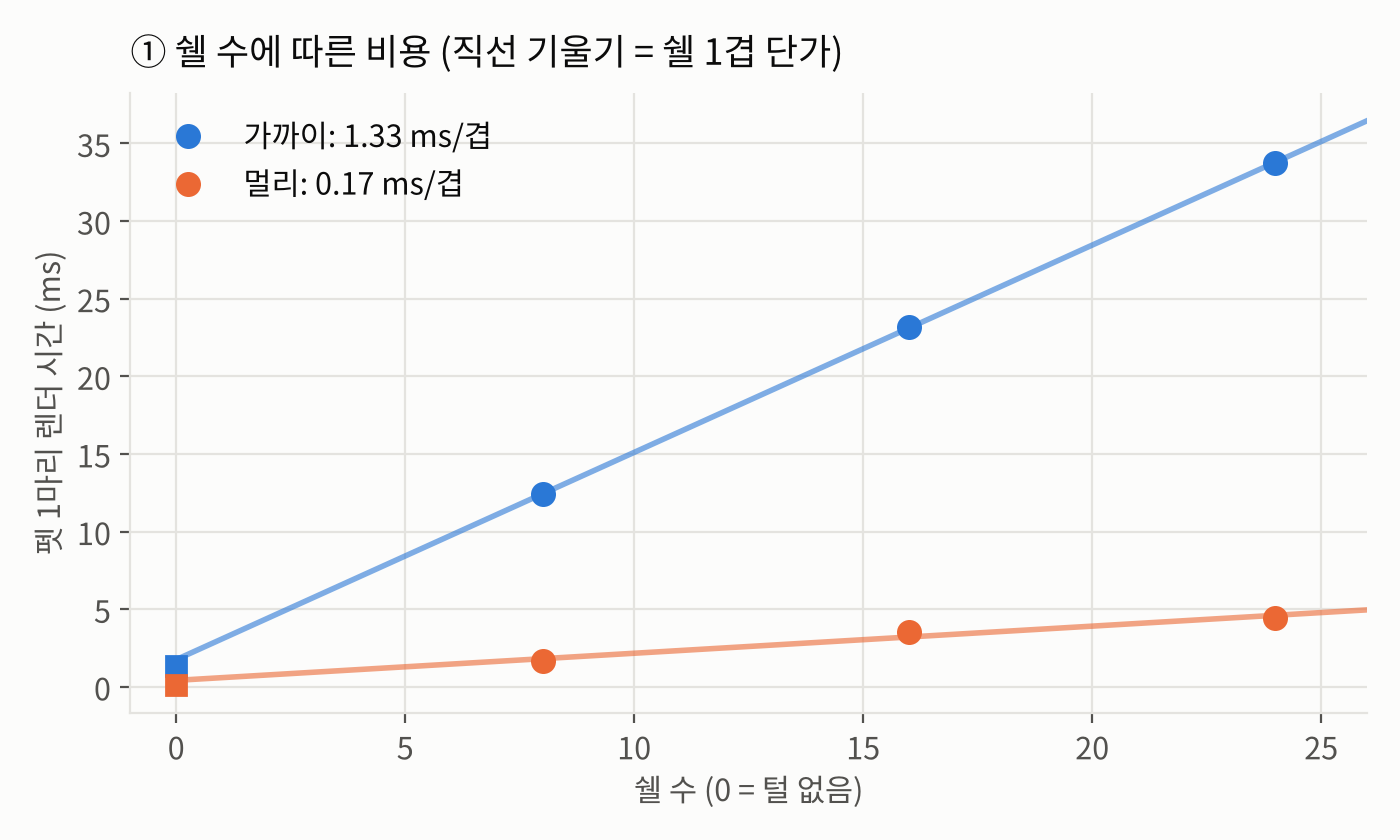 ① 쉘 수에 따른 비용 (직선 기울기 = 쉘 1겹 단가)
가까이: 1.33 ms/겹
멀리: 0.17 ms/겹
펫 1마리 렌더 시간 (ms)
35
30
25
20
15
10
5
0
0 5 10 15 20 25
쉘 수 (0 = 털 없음)